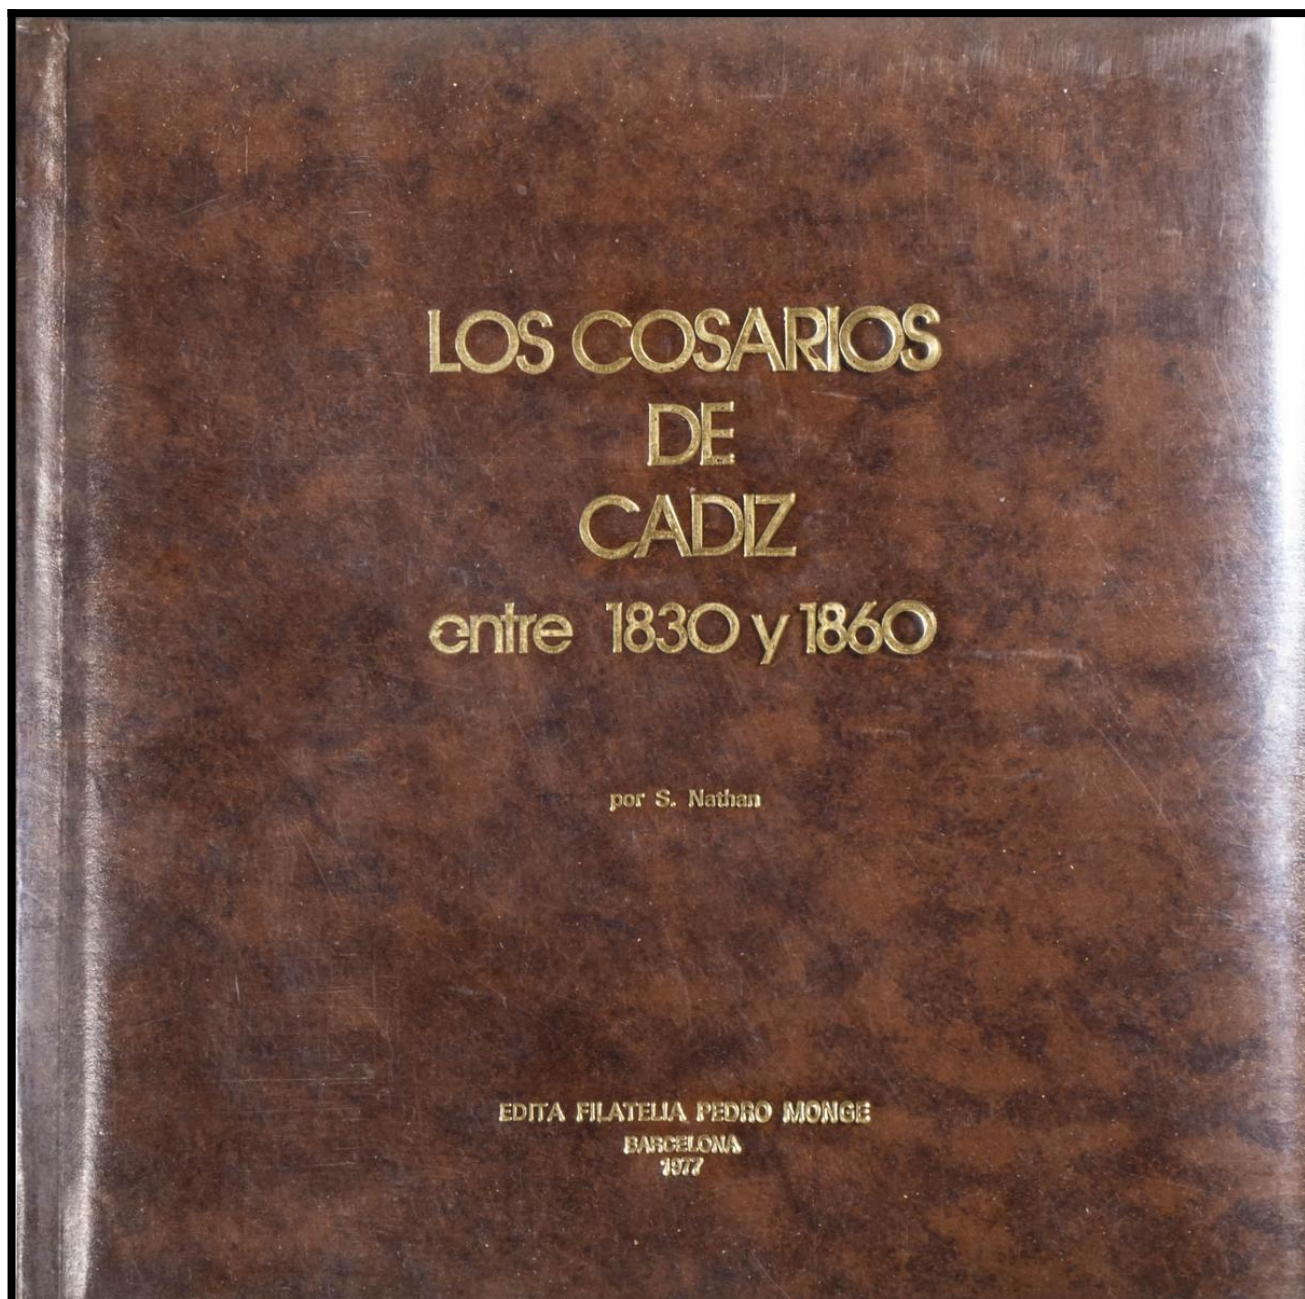 LOS COSARIOS
DE
CADIZ
entre 1830 y 1860
por S. Nathan
EDITA FILATELIA PEDRO MONGE
BARCELONA
1977